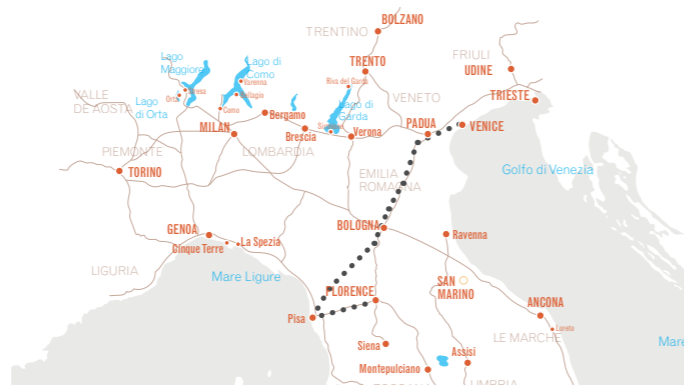 BOLZANO
TRENTINO
FRIULI
Lago
Maggiore
Lago di
Como
TRENTO
UDINE
Riva del Garda
Varenna
Stresa
Bellagio
Orta
VALLE
DE AOSTA
VENETO
TRIESTE
Lago
di Orta
Como
Lago di
Garda
Bergamo
MILAN
Brescia
Verona
PADUA
VENICE
PIEMONTE
LOMBARDIA
TORINO
EMILIA
ROMAGNA
Golfo di Venezia
GENOA
BOLOGNA
Ravenna
Cinque Terre
La Spezia
LIGURIA
Mare Ligure
SAN
MARINO
FLORENCE
ANCONA
Pisa
Loreto
LE MARCHE
Mare
Siena
Assisi
Montepulciano
UMBRIA